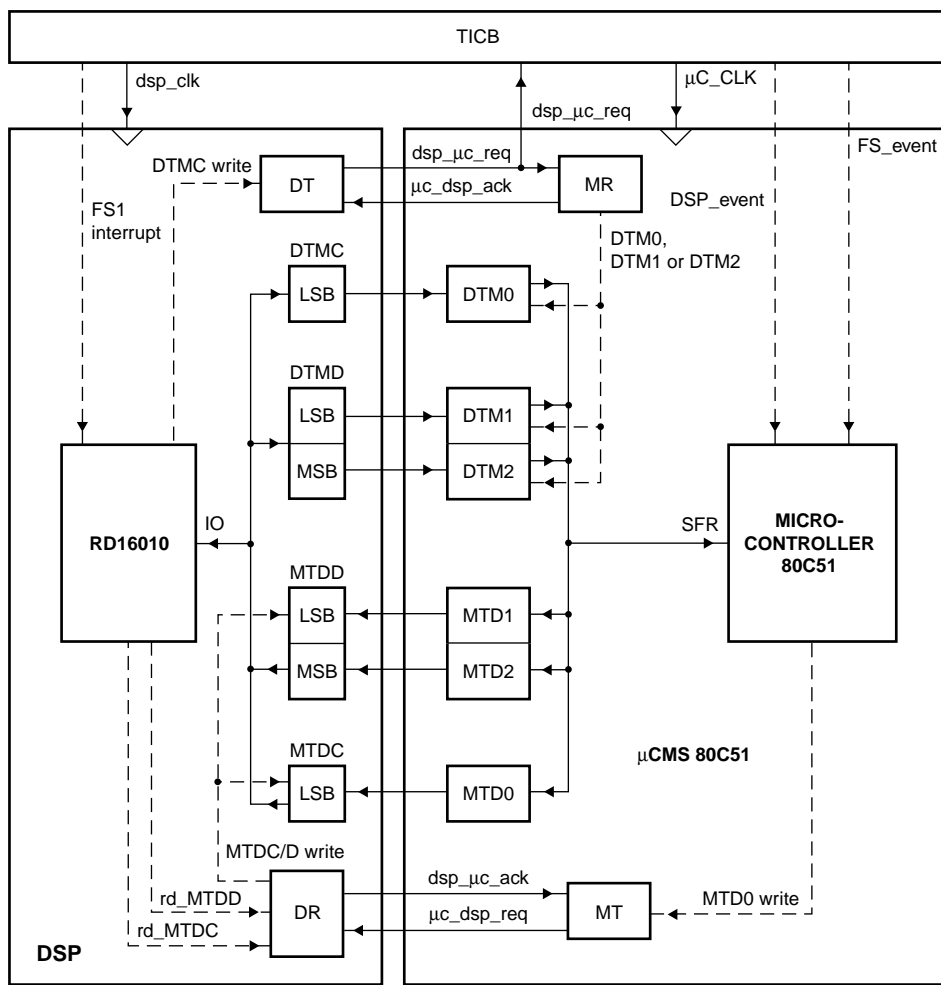 TICB
dsp_clk
μC_CLK
dsp_μc_req
FS_event
DTMC write
dsp_μc_req
DT
MR
μc_dsp_ack
DSP_event
FS1
interrupt
DTM0,
DTM1 or DTM2
DTMC
LSB
DTM0
DTMD
LSB
DTM1
MSB
DTM2
RD16010
IO
SFR
MICRO-
CONTROLLER
80C51
MTDD
LSB
MTD1
MSB
MTD2
MTDC
μCMS 80C51
LSB
MTD0
MTDC/D write
dsp_μc_ack
rd_MTDD
DR
MT
MTD0 write
μc_dsp_req
rd_MTDC
DSP